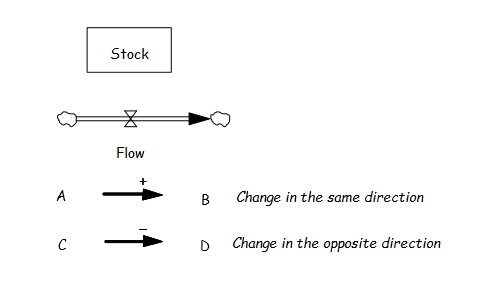 Stock
Flow
A + B Change in the same direction
C − D Change in the opposite direction